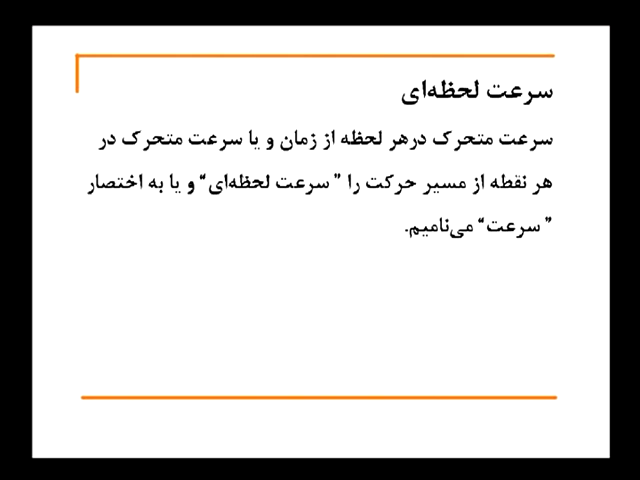 سرعت لحظه‌ای
سرعت متحرک درهر لحظه از زمان و یا سرعت متحرک در
هر نقطه از مسیر حرکت را ” سرعت لحظه‌ای“ و یا به اختصار
” سرعت“ می‌نامیم.